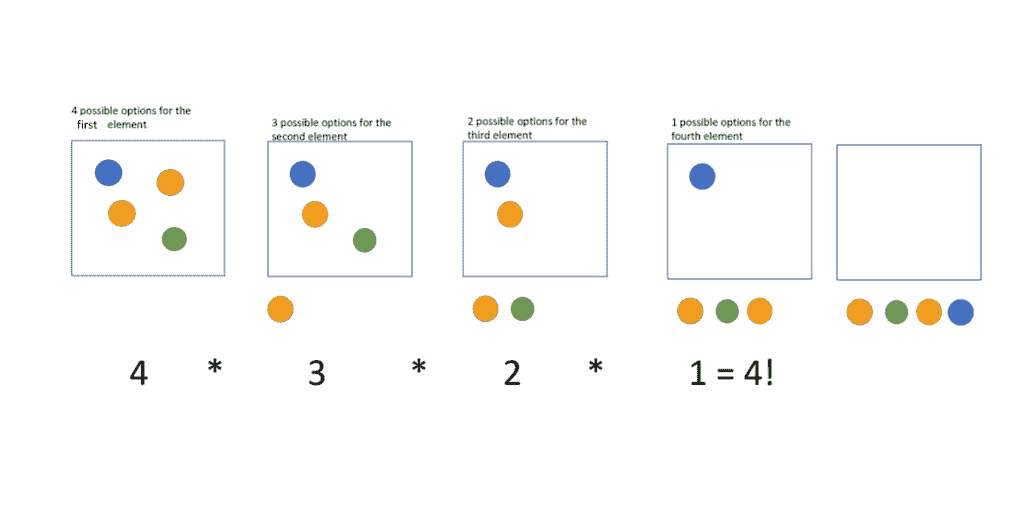 4 possible options for the
first element
3 possible options for the
second element
2 possible options for the
third element
1 possible options for the
fourth element
4 * 3 * 2 * 1 = 4!